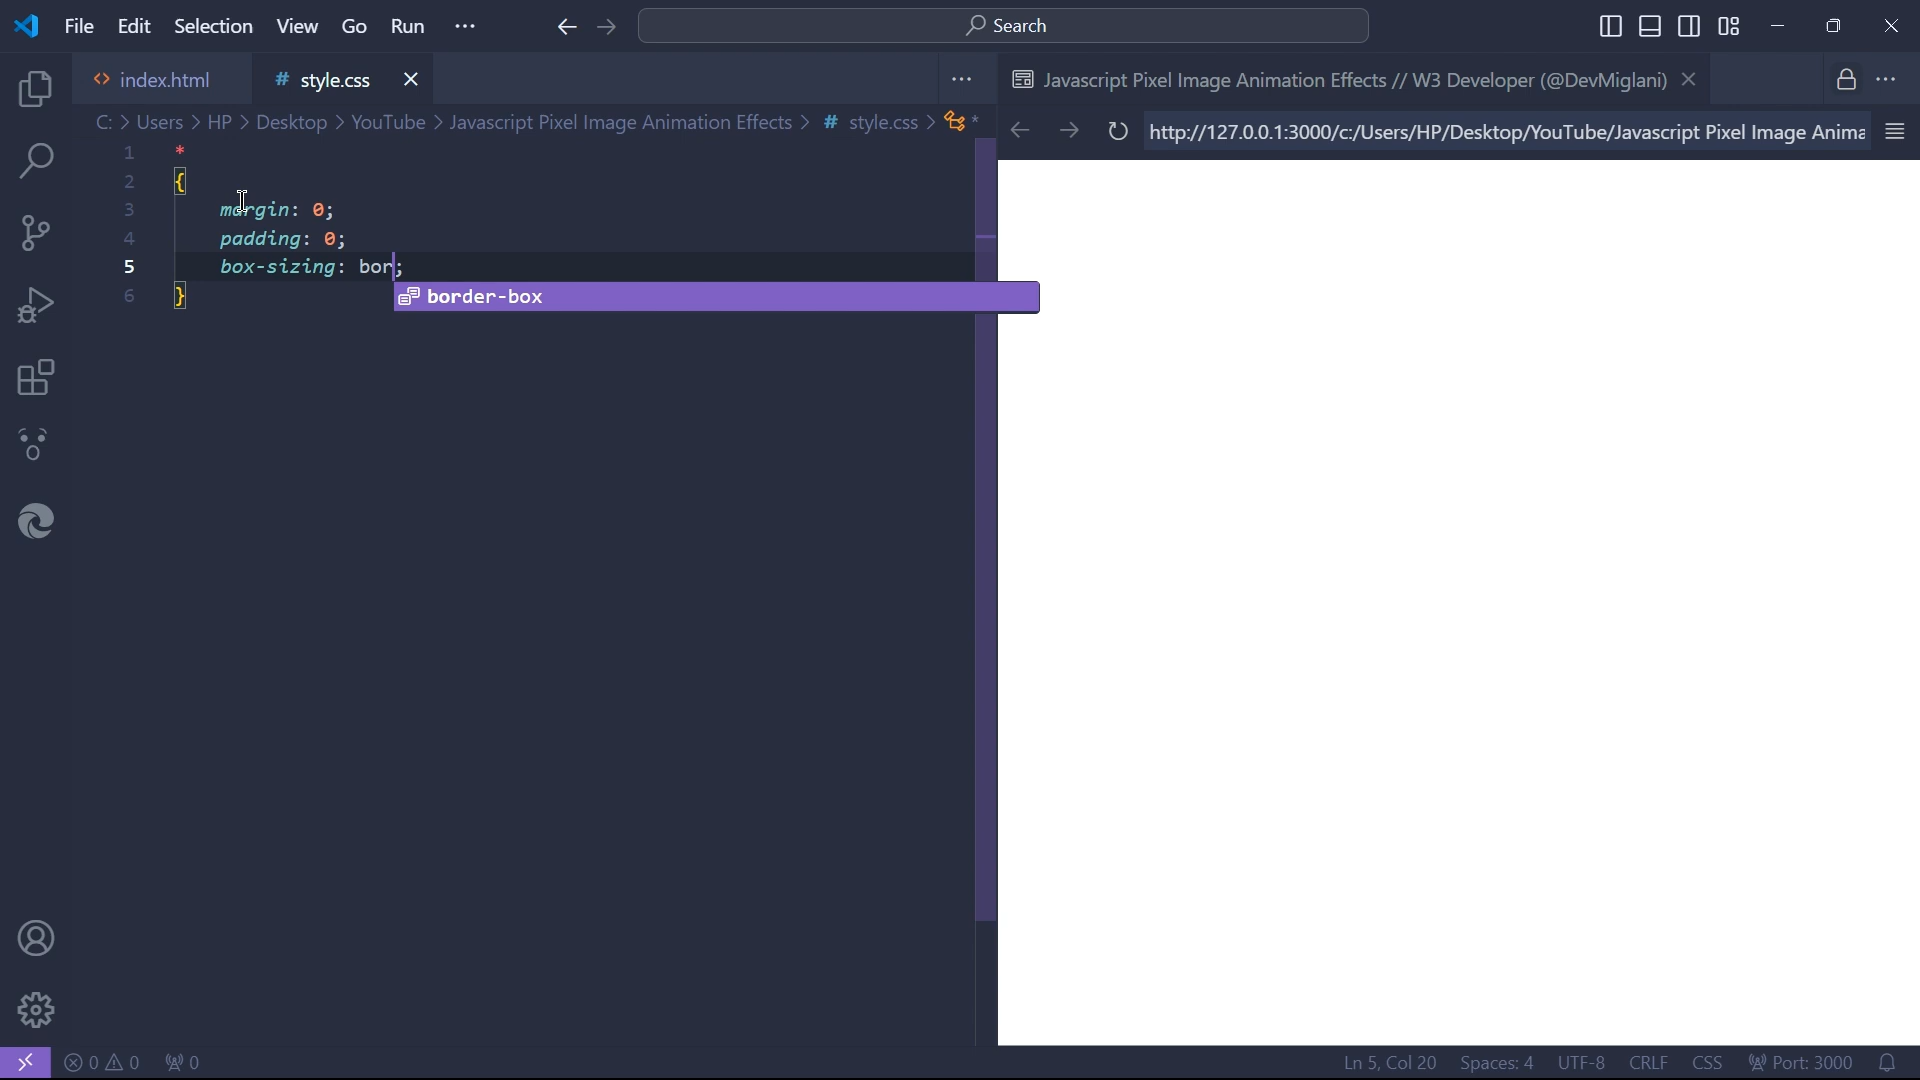 File Edit Selection View Go Run ··· Search
index.html # style.css ···
Javascript Pixel Image Animation Effects // W3 Developer (@DevMiglani) ···
C: > Users > HP > Desktop > YouTube > Javascript Pixel Image Animation Effects > # style.css > *
http://127.0.0.1:3000/c:/Users/HP/Desktop/YouTube/Javascript Pixel Image Anima
1 *
2 {
3 margin: 0;
4 padding: 0;
5 box-sizing: bor;
border-box
6 }
0 0 0 Ln 5, Col 20 Spaces: 4 UTF-8 CRLF CSS Port: 3000